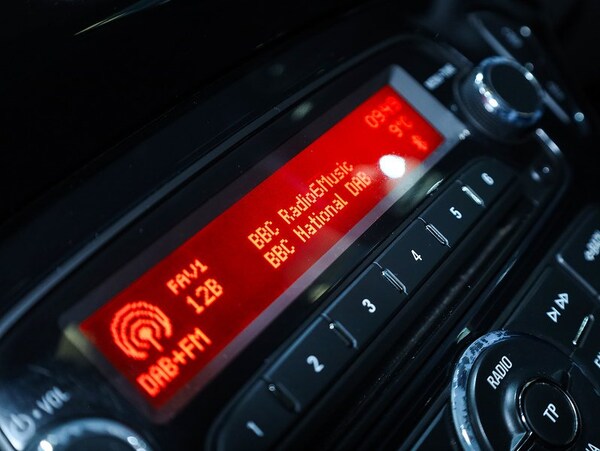 09:43
9°C
BBC Radio6Music
BBC National DAB
FAV1
12B
DAB+FM
VOL
1
2
3
4
5
6
RADIO
TP